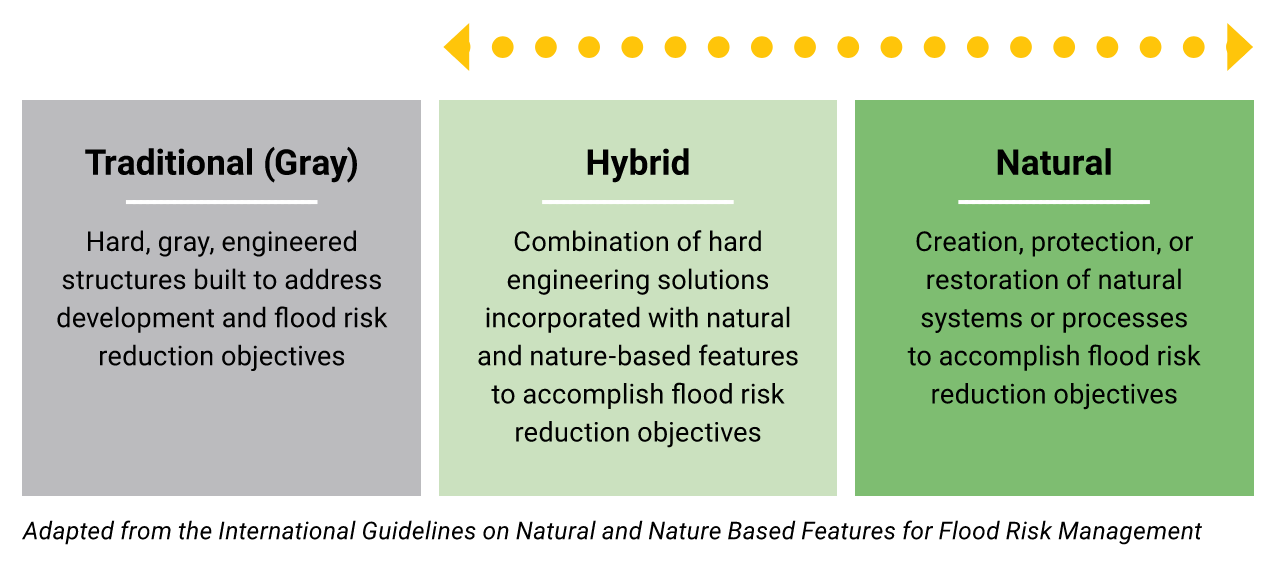 Traditional (Gray)
Hard, gray, engineered
structures built to address
development and flood risk
reduction objectives
Hybrid
Combination of hard
engineering solutions
incorporated with natural
and nature-based features
to accomplish flood risk
reduction objectives
Natural
Creation, protection, or
restoration of natural
systems or processes
to accomplish flood risk
reduction objectives
Adapted from the International Guidelines on Natural and Nature Based Features for Flood Risk Management